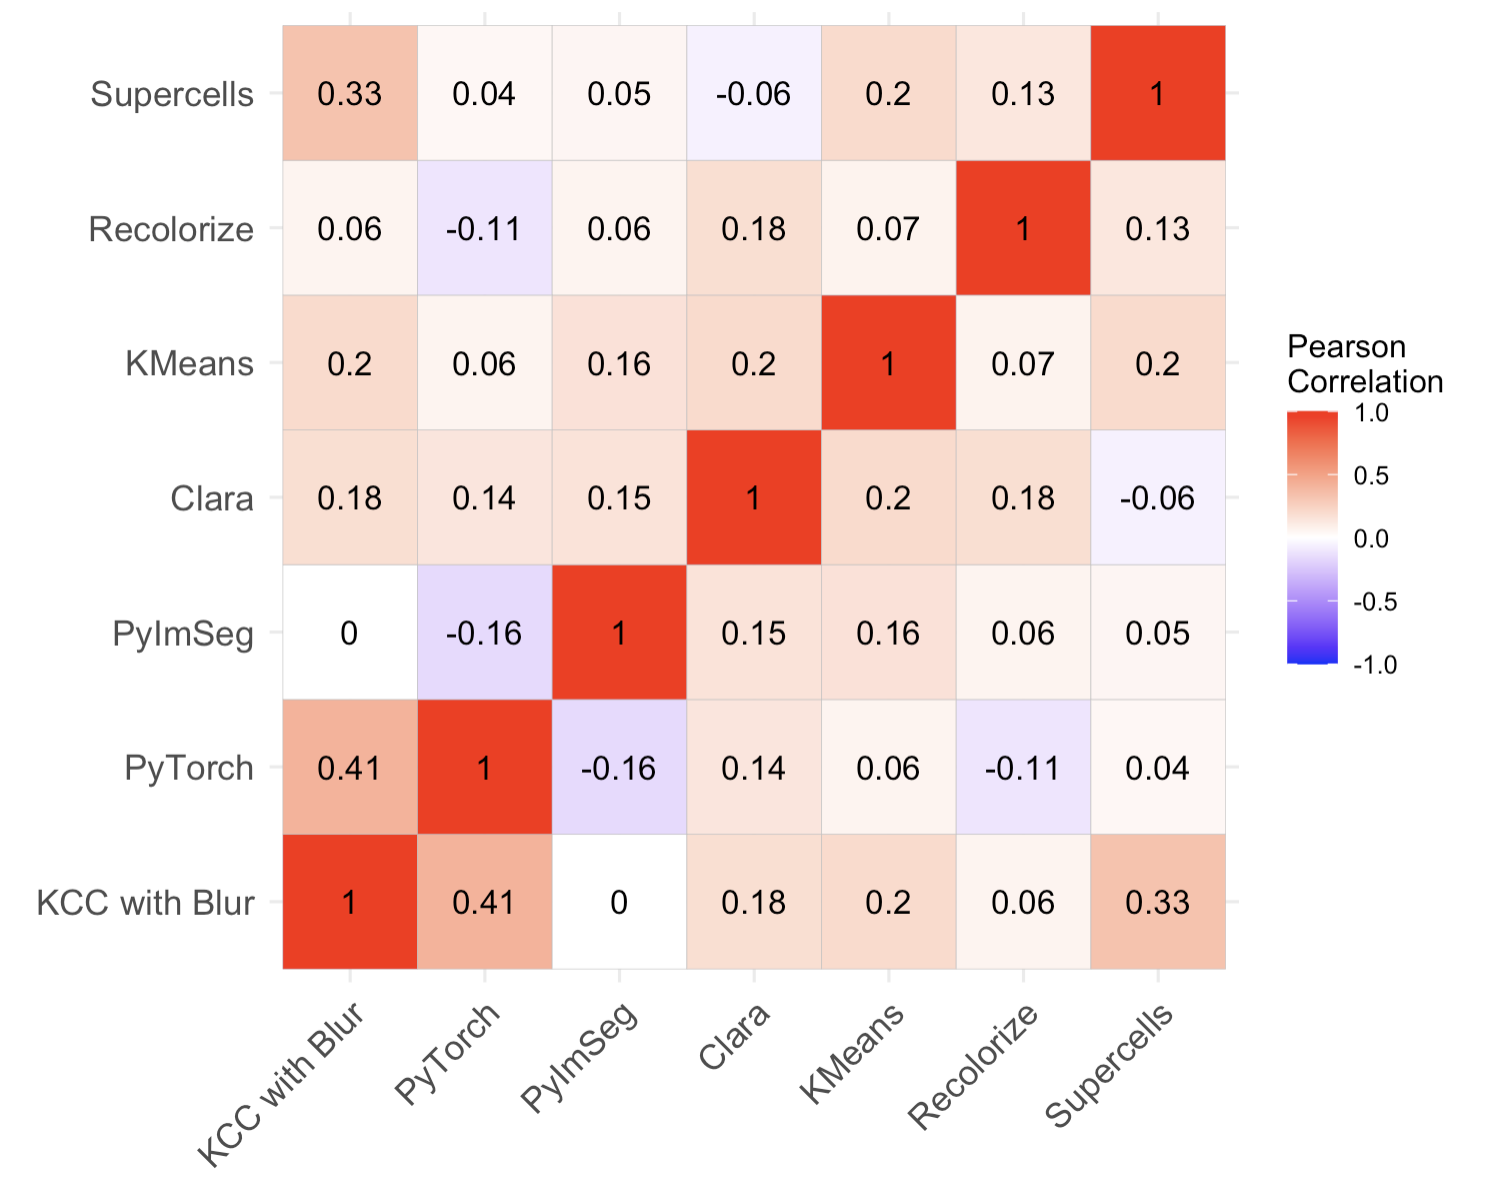 Supercells 0.33 0.04 0.05 -0.06 0.2 0.13 1
Recolorize 0.06 -0.11 0.06 0.18 0.07 1 0.13
KMeans 0.2 0.06 0.16 0.2 1 0.07 0.2
Clara 0.18 0.14 0.15 1 0.2 0.18 -0.06
PyImSeg 0 -0.16 1 0.15 0.16 0.06 0.05
PyTorch 0.41 1 -0.16 0.14 0.06 -0.11 0.04
KCC with Blur 1 0.41 0 0.18 0.2 0.06 0.33
KCC with Blur
PyTorch
PyImSeg
Clara
KMeans
Recolorize
Supercells
Pearson
Correlation
1.0
0.5
0.0
-0.5
-1.0